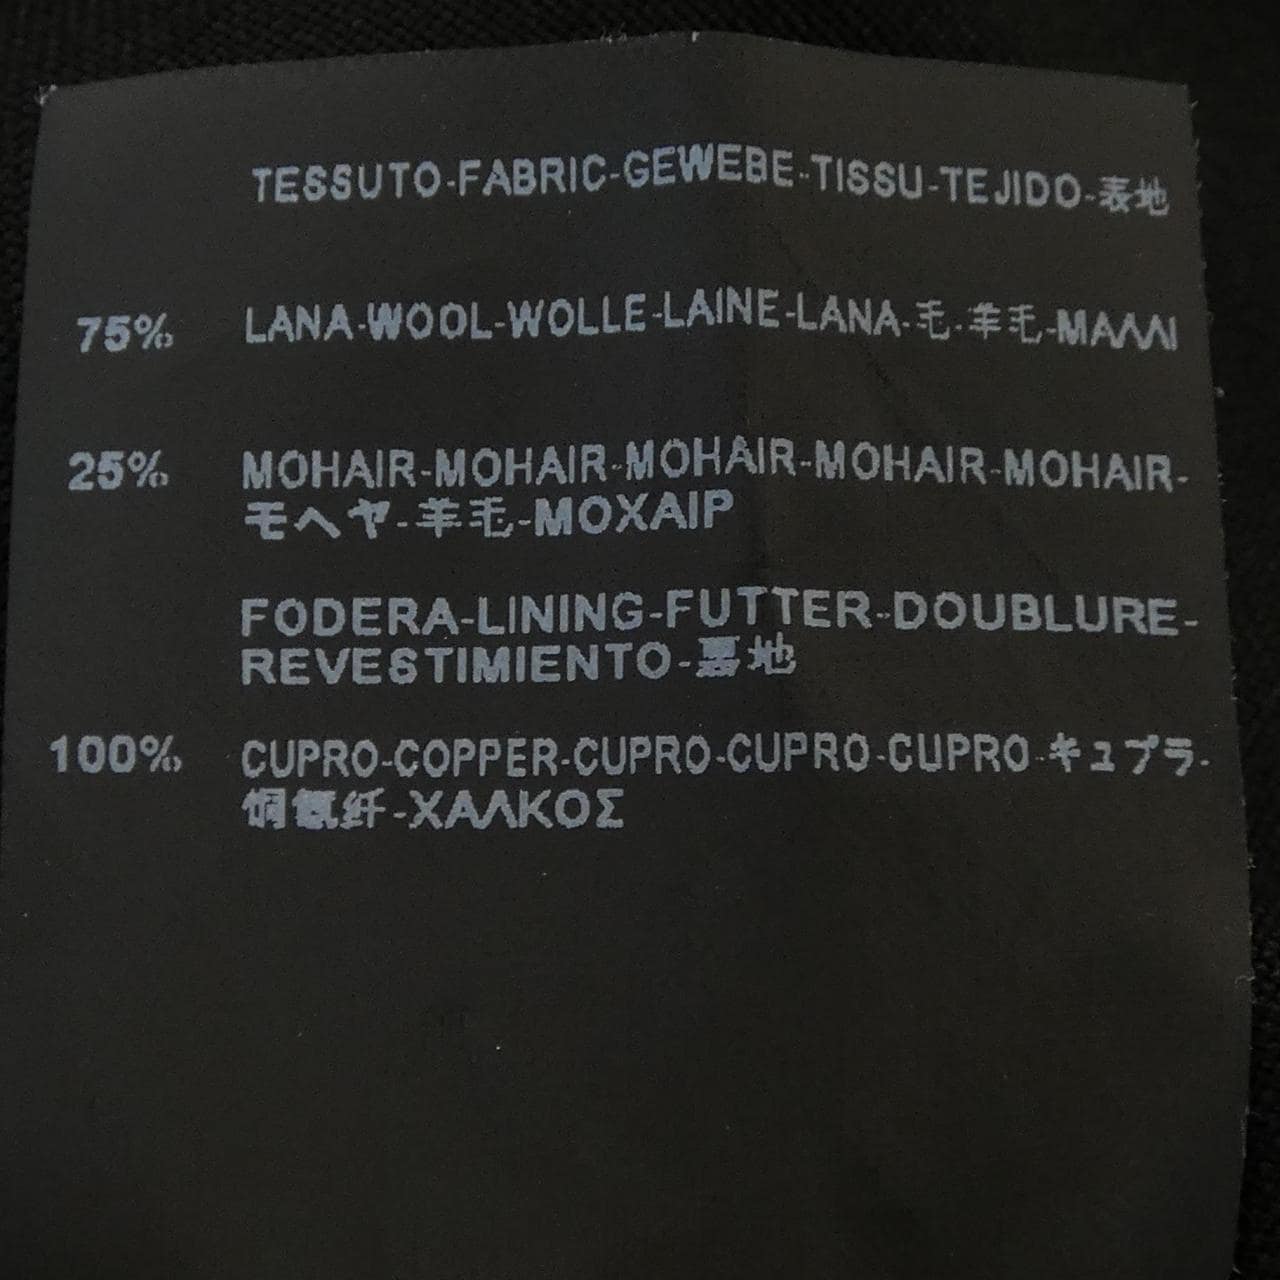 TESSUTO-FABRIC-GEWEBE-TISSU-TEJIDO-表地
75% LANA-WOOL-WOLLE-LAINE-LANA-毛-羊毛-ΜΑΛΛΙ
25% MOHAIR-MOHAIR-MOHAIR-MOHAIR-MOHAIR-
モヘヤ-羊毛-ΜΟΧΑΙΡ
FODERA-LINING-FUTTER-DOUBLURE-
REVESTIMIENTO-裏地
100% CUPRO-COPPER-CUPRO-CUPRO-CUPRO-キュプラ-
铜氨纤-ΧΑΛΚΟΣ